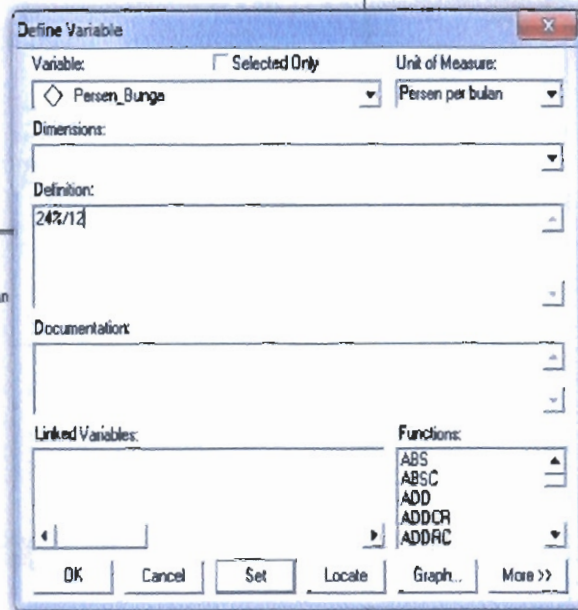 Define Variable
Variable:
Selected Only
Unit of Measure:
Persen_Bunga
Persen per bulan
Dimensions:
Definition:
24%/12
an
Documentation:
Linked Variables:
Functions:
ABS
ABSC
ADD
ADDCR
ADDRC
OK
Cancel
Set
Locate
Graph...
More >>